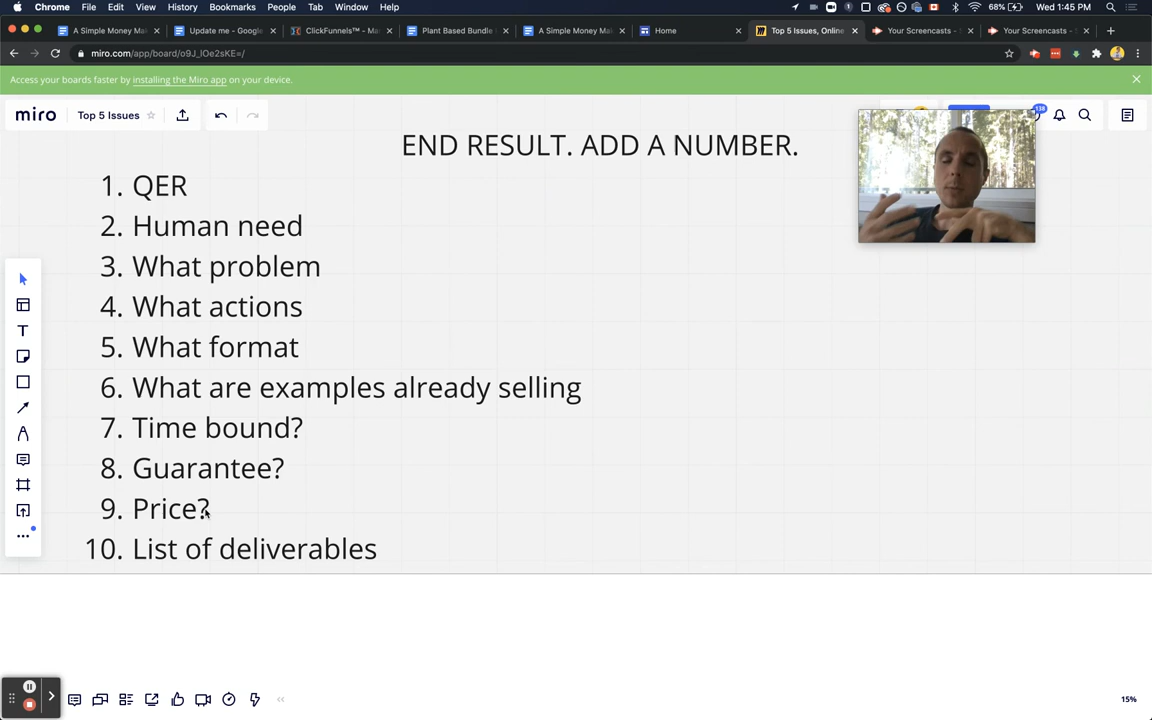 Chrome File Edit View History Bookmarks People Tab Window Help 68% Wed 1:45 PM
A Simple Money Ma Update me - Google ClickFunnels™ - Ma Plant Based Bundle A Simple Money Ma Home Top 5 Issues, Online Your Screencasts - Your Screencasts -
miro.com/app/board/o9J_lOe2sKE=/
Access your boards faster by installing the Miro app on your device.
miro Top 5 Issues 138
END RESULT. ADD A NUMBER.
1. QER
2. Human need
3. What problem
4. What actions
5. What format
6. What are examples already selling
7. Time bound?
8. Guarantee?
9. Price?
10. List of deliverables
15%